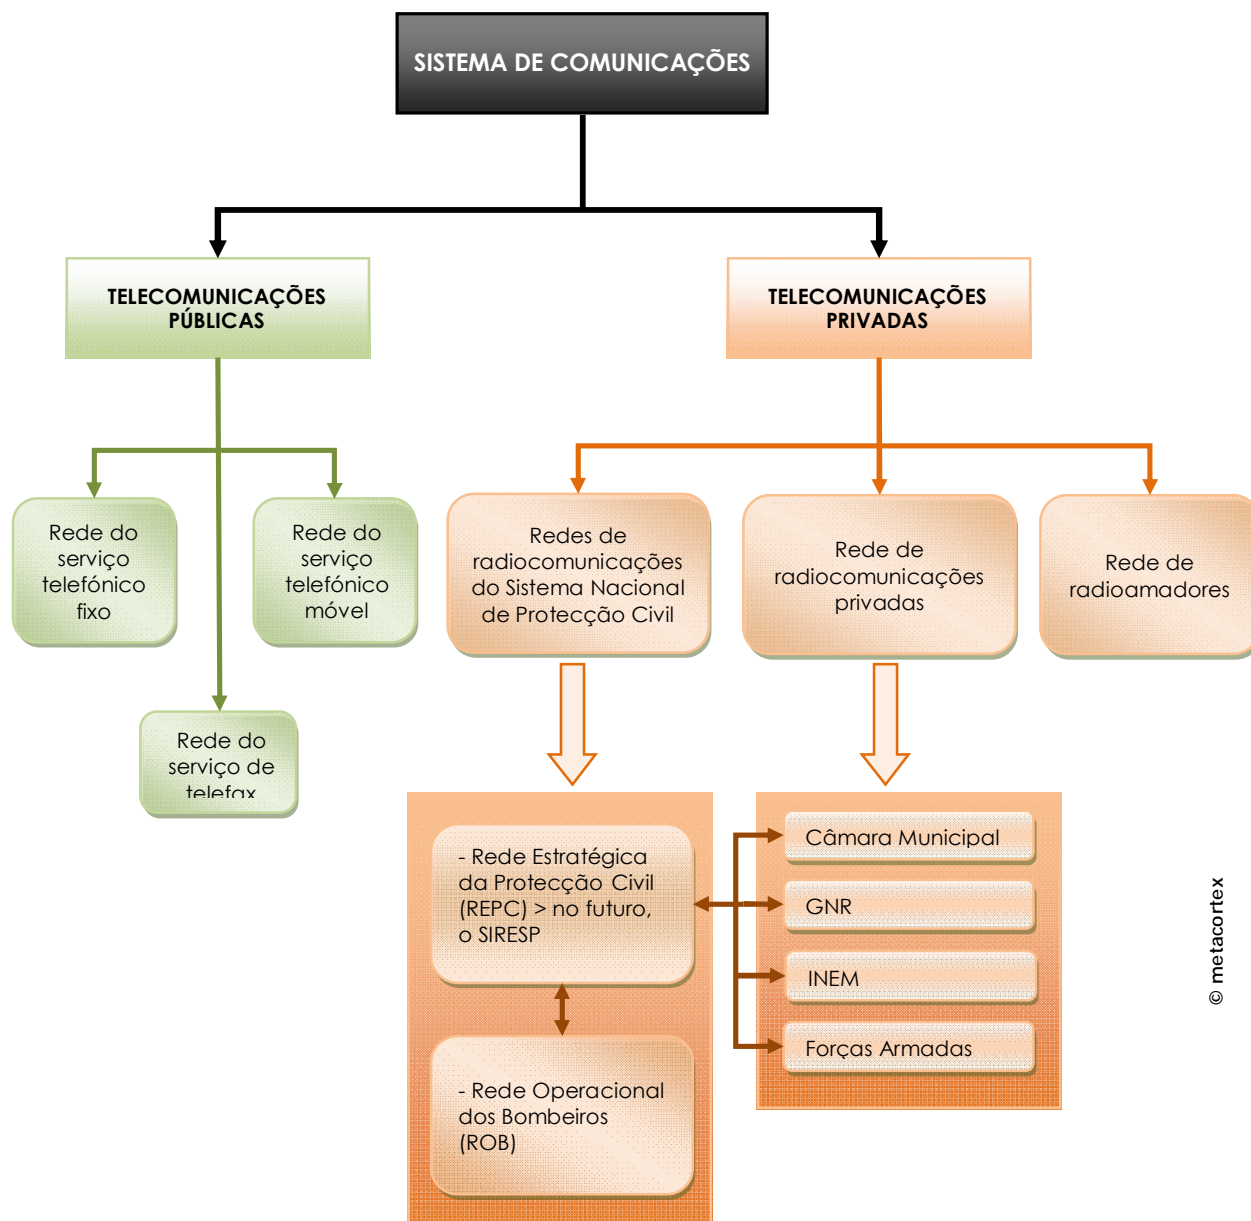 SISTEMA DE COMUNICAÇÕES
TELECOMUNICAÇÕES
PÚBLICAS
TELECOMUNICAÇÕES
PRIVADAS
Rede do
serviço
telefónico
fixo
Rede do
serviço
telefónico
móvel
Redes de
radiocomunicações
do Sistema Nacional
de Protecção Civil
Rede de
radiocomunicações
privadas
Rede de
radioamadores
Rede do
serviço de
telefax
- Rede Estratégica
da Protecção Civil
(REPC) > no futuro,
o SIRESP
- Rede Operacional
dos Bombeiros
(ROB)
Câmara Municipal
GNR
INEM
Forças Armadas
© metacortex